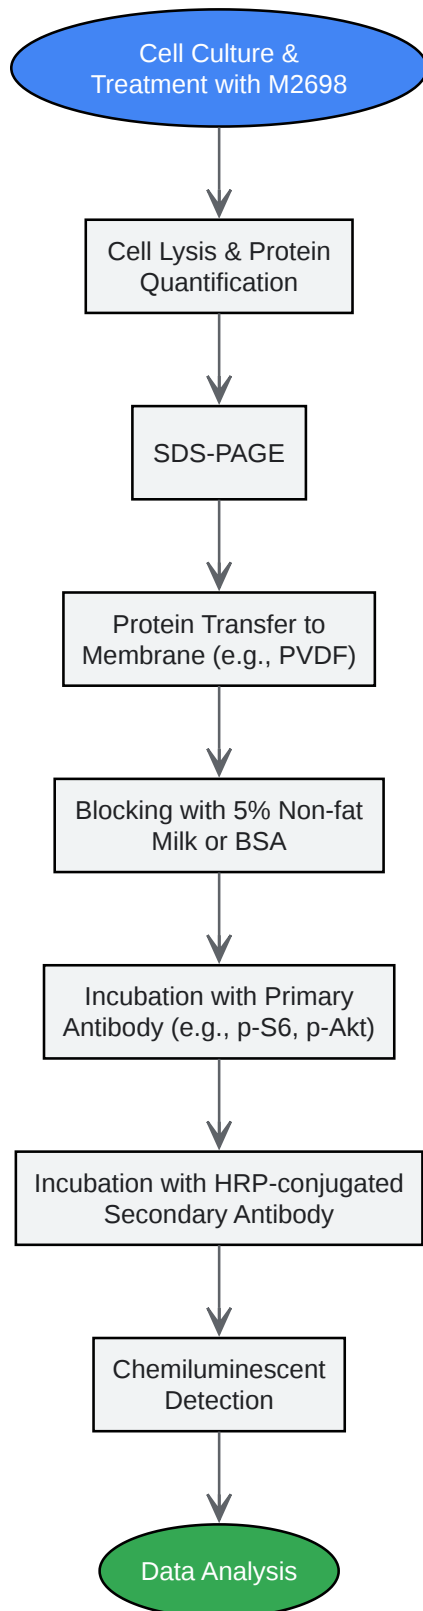 Cell Culture &
Treatment with M2698
Cell Lysis & Protein
Quantification
SDS-PAGE
Protein Transfer to
Membrane (e.g., PVDF)
Blocking with 5% Non-fat
Milk or BSA
Incubation with Primary
Antibody (e.g., p-S6, p-Akt)
Incubation with HRP-conjugated
Secondary Antibody
Chemiluminescent
Detection
Data Analysis